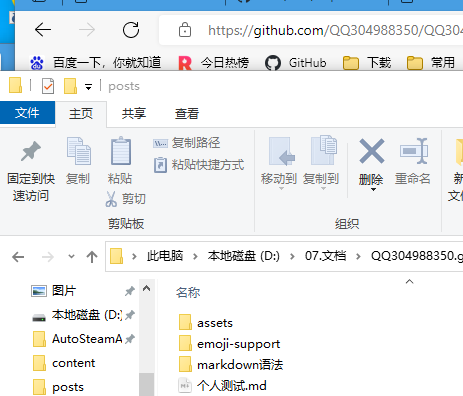 https://github.com/QQ304988350/QQ304
百度一下，你就知道 今日热榜 GitHub 下载 常用
posts
文件 主页 共享 查看
固定到快速访问 复制 粘贴 复制路径 粘贴快捷方式 剪切 移动到 复制到 删除 重命名 新 文件
剪贴板 组织
此电脑 本地磁盘 (D:) 07.文档 QQ304988350.g
图片
本地磁盘 (D:)
AutoSteamA
content
posts
名称
assets
emoji-support
markdown语法
个人测试.md